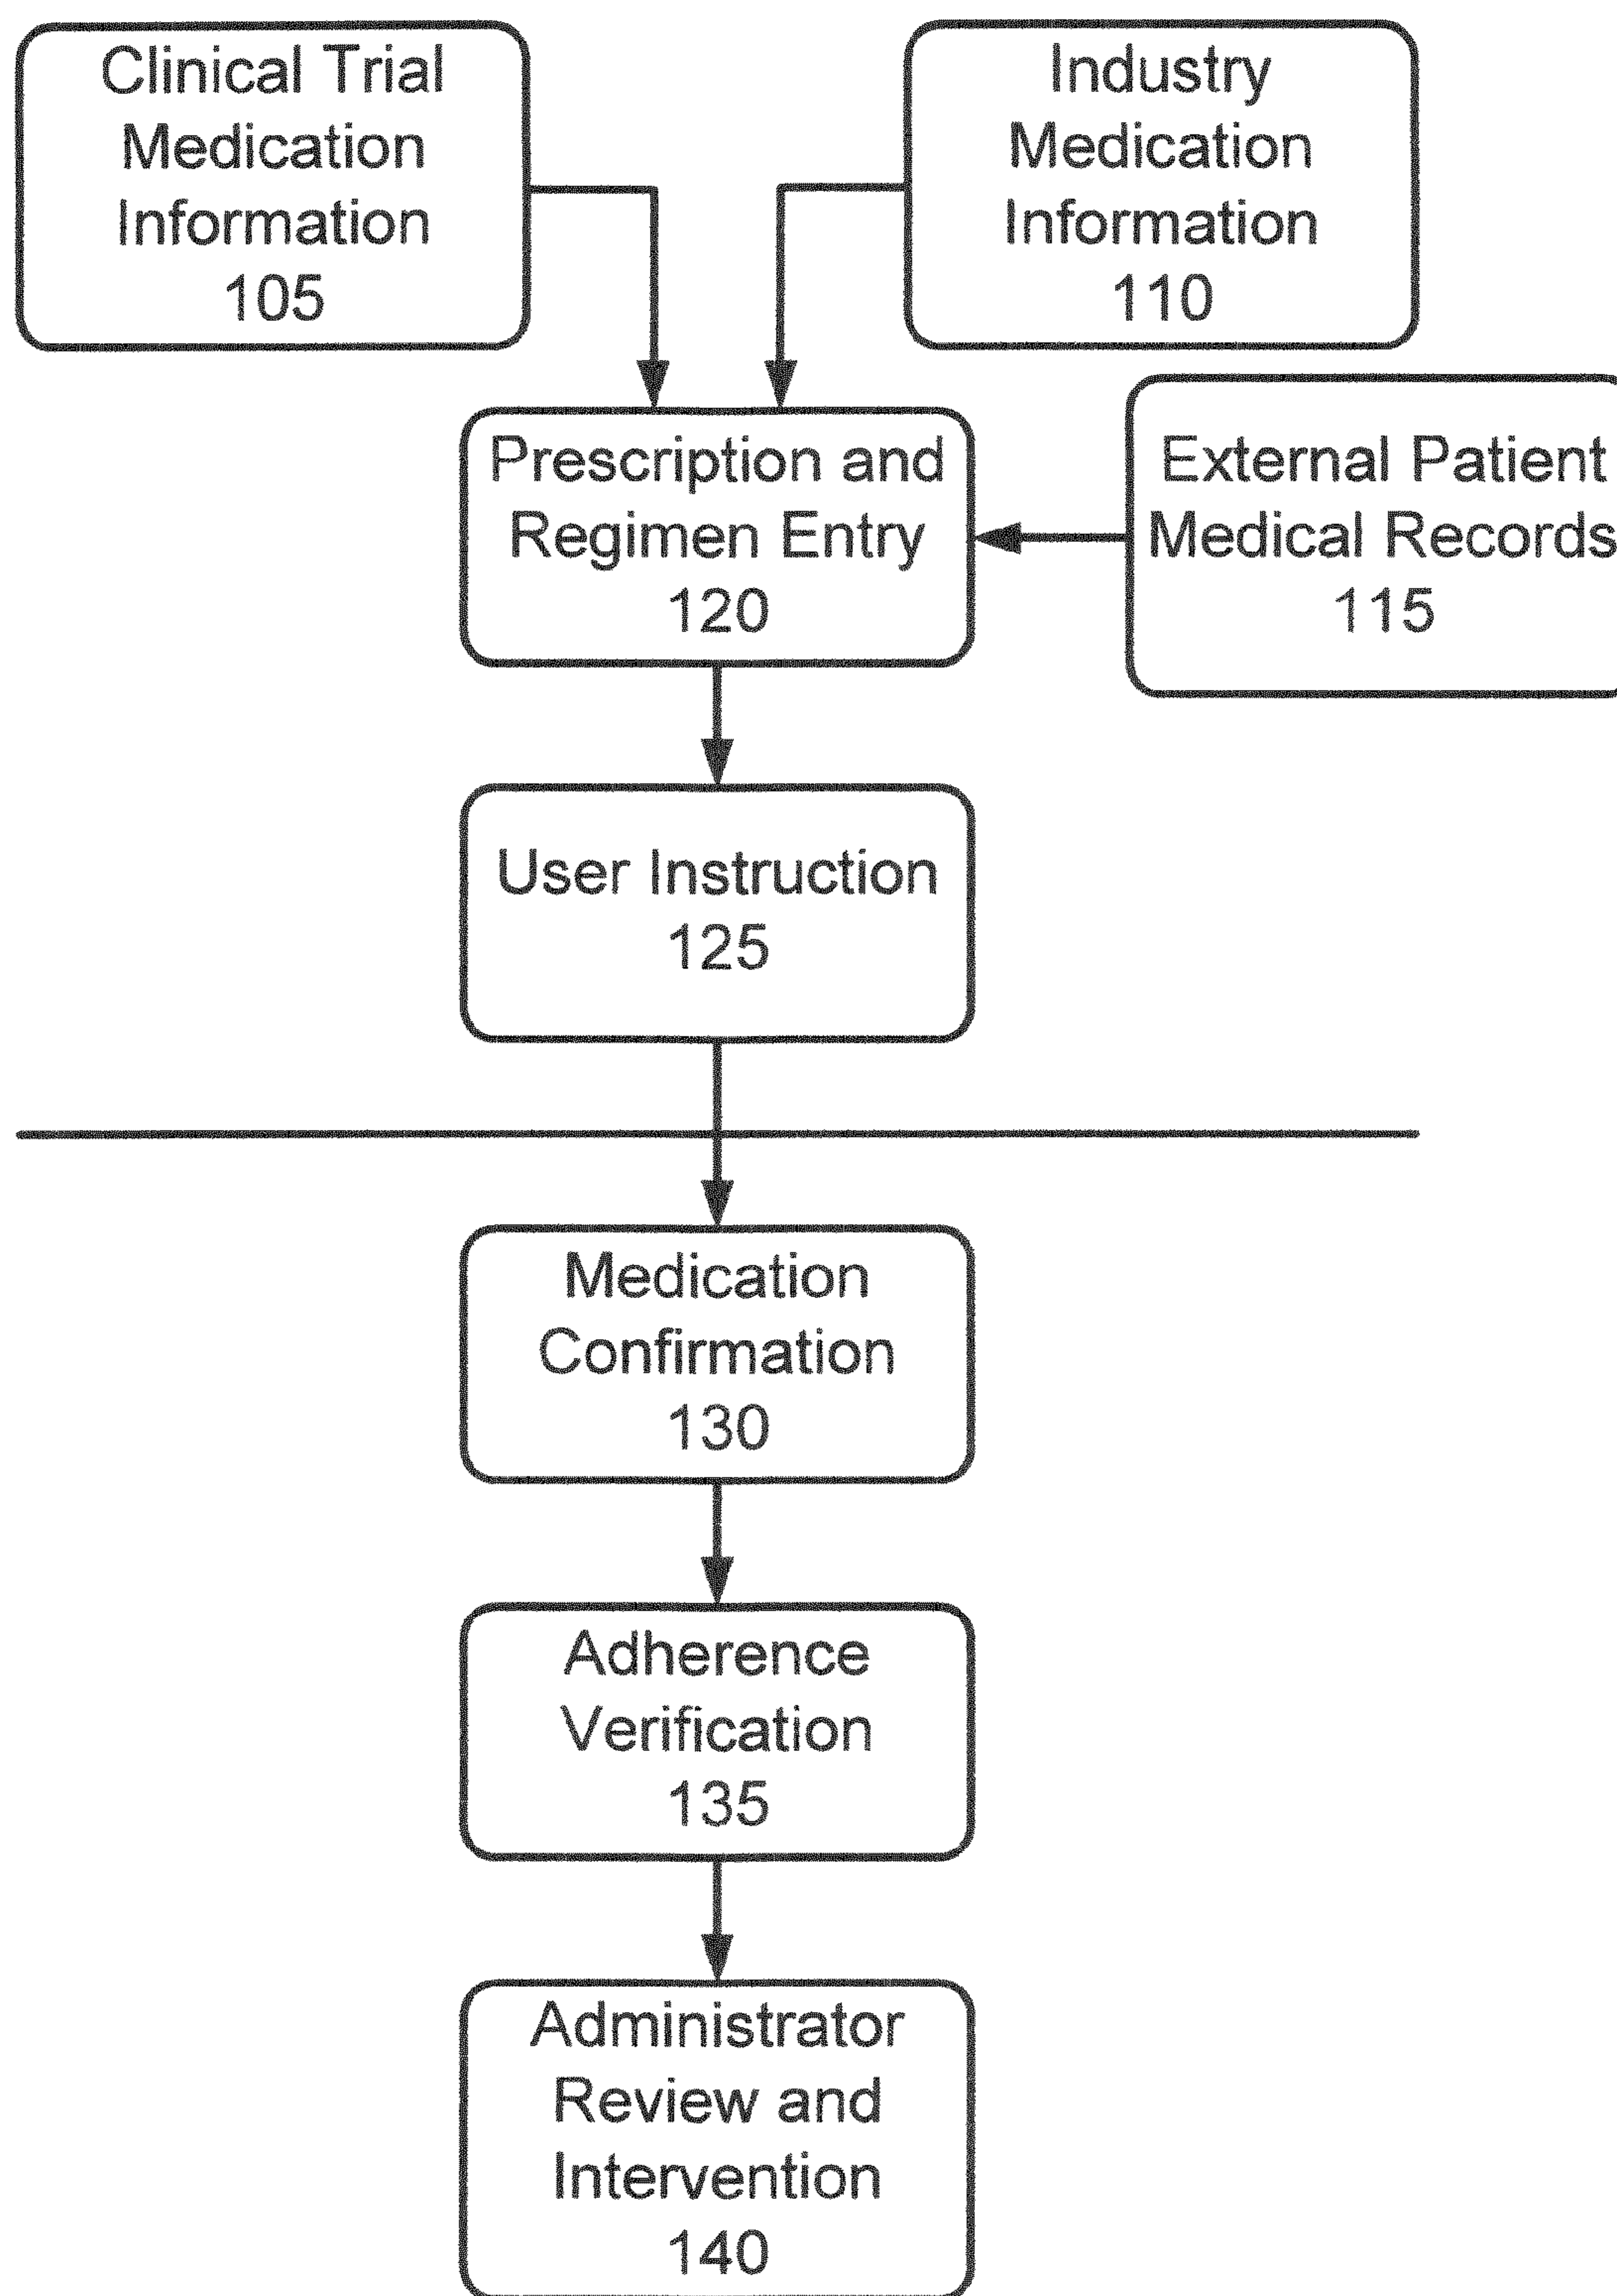 Clinical Trial
Medication
Information
105
Industry
Medication
Information
110
Prescription and
Regimen Entry
120
External Patient
Medical Records
115
User Instruction
125
Medication
Confirmation
130
Adherence
Verification
135
Administrator
Review and
Intervention
140